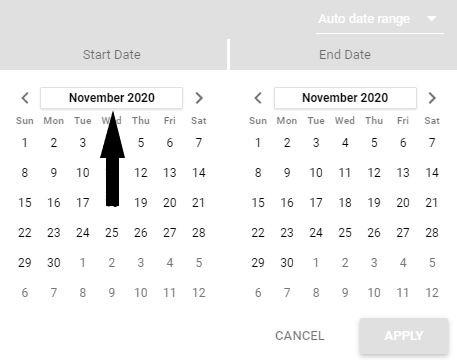 Auto date range
Start Date End Date
November 2020 November 2020
Sun Mon Tue Wed Thu Fri Sat Sun Mon Tue Wed Thu Fri Sat
1 2 3 5 6 7 1 2 3 4 5 6 7
8 9 10 12 13 14 8 9 10 11 12 13 14
15 16 17 19 20 21 15 16 17 18 19 20 21
22 23 24 25 26 27 28 22 23 24 25 26 27 28
29 30 1 2 3 4 5 29 30 1 2 3 4 5
6 7 8 9 10 11 12 6 7 8 9 10 11 12
CANCEL APPLY